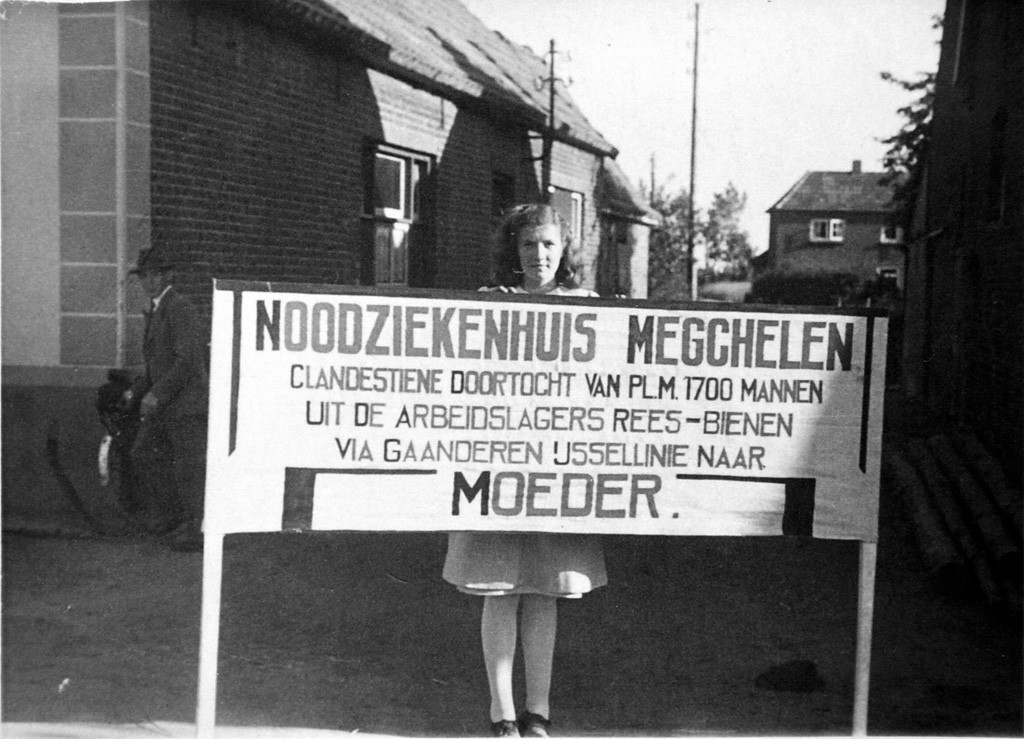 NOODZIEKENHUIS MEGCHELEN
CLANDESTIENE DOORTOCHT VAN PL.M. 1700 MANNEN
UIT DE ARBEIDSLAGERS REES-BIENEN
VIA GAANDEREN IJSSELLINIE NAAR
MOEDER.